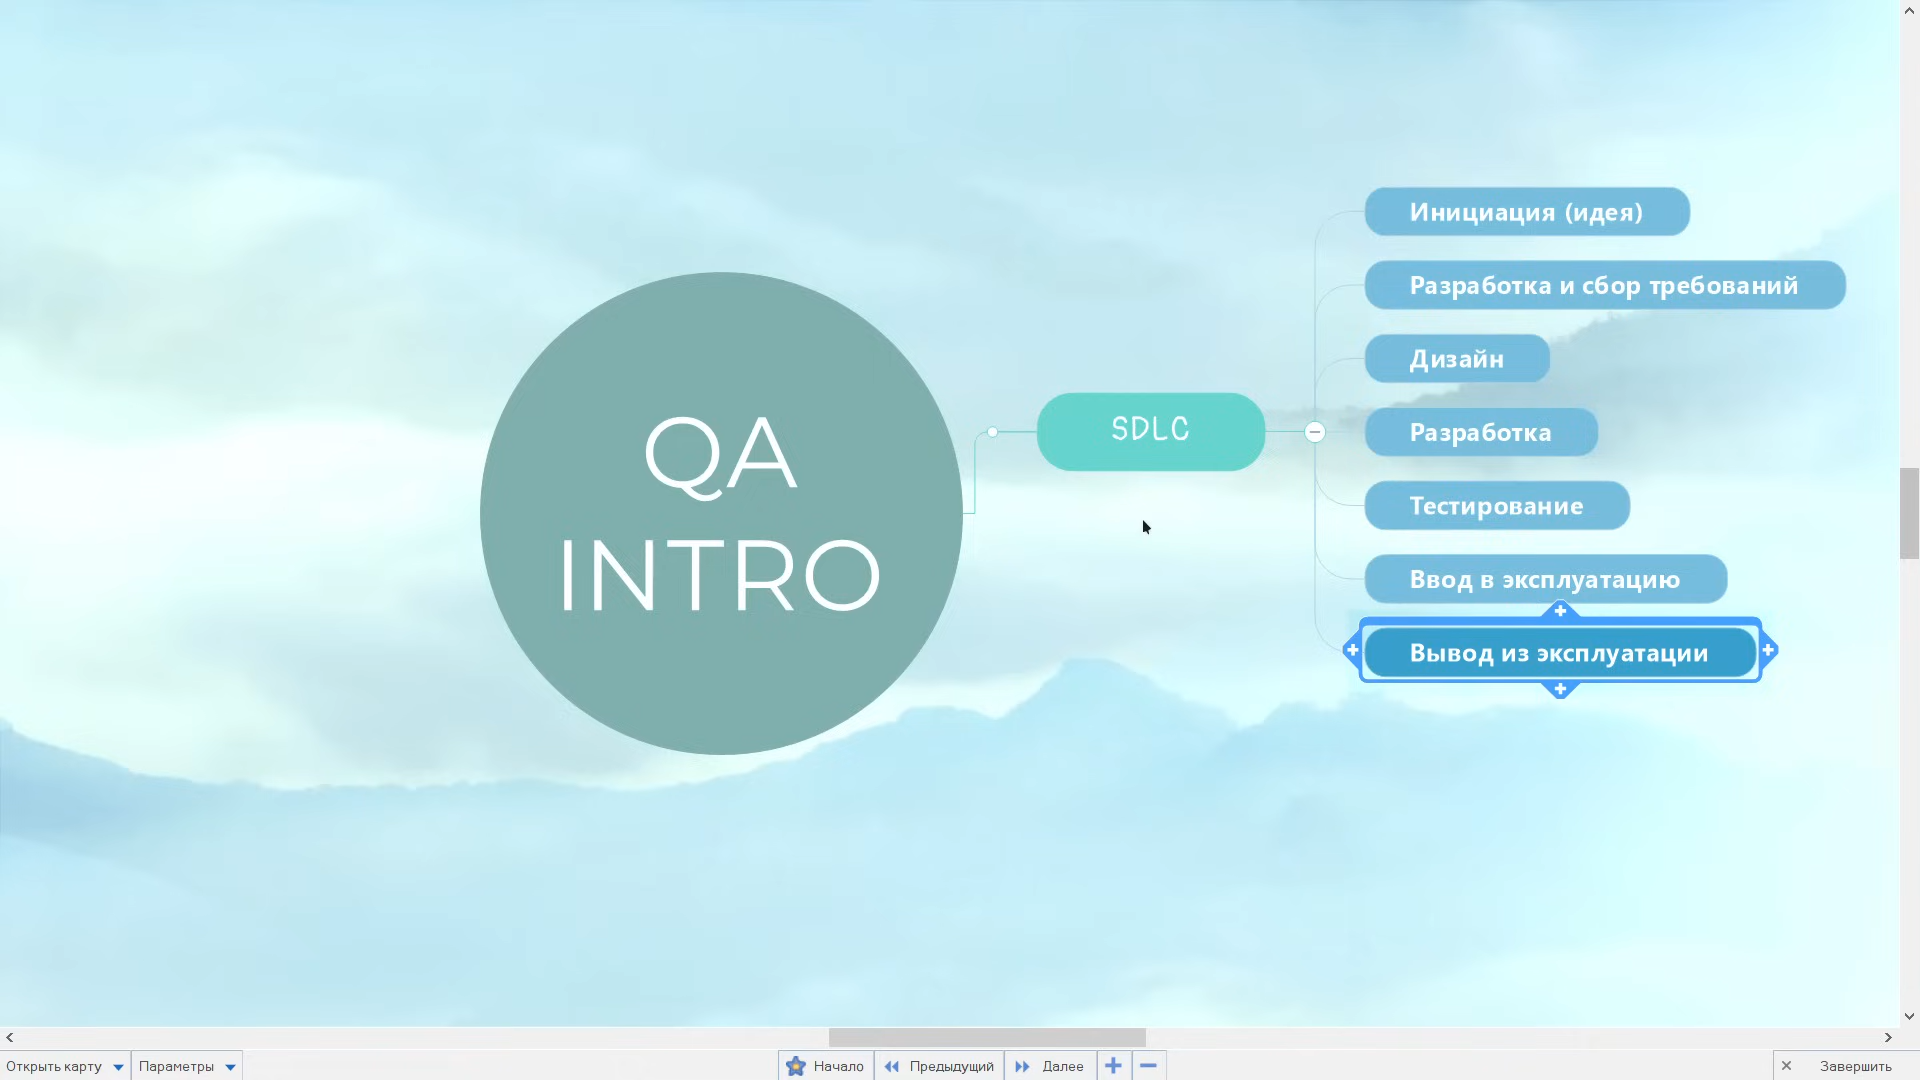 QA
INTRO
SDLC
Инициация (идея)
Разработка и сбор требований
Дизайн
Разработка
Тестирование
Ввод в эксплуатацию
Вывод из эксплуатации
Открыть карту
Параметры
Начало
Предыдущий
Далее
Завершить